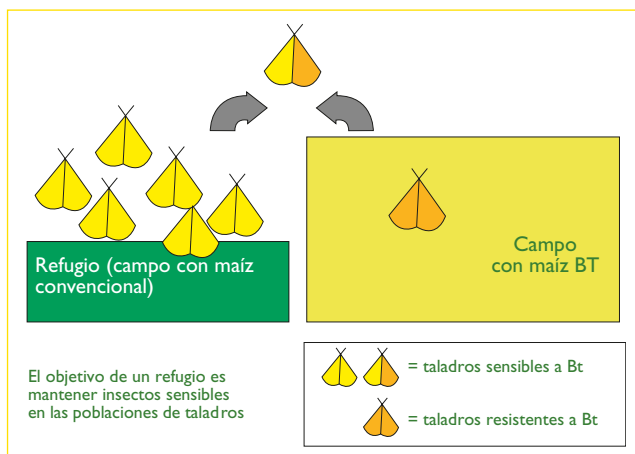 Refugio (campo con maíz
convencional)
Campo
con maíz BT
El objetivo de un refugio es
mantener insectos sensibles
en las poblaciones de taladros
= taladros sensibles a Bt
= taladros resistentes a Bt